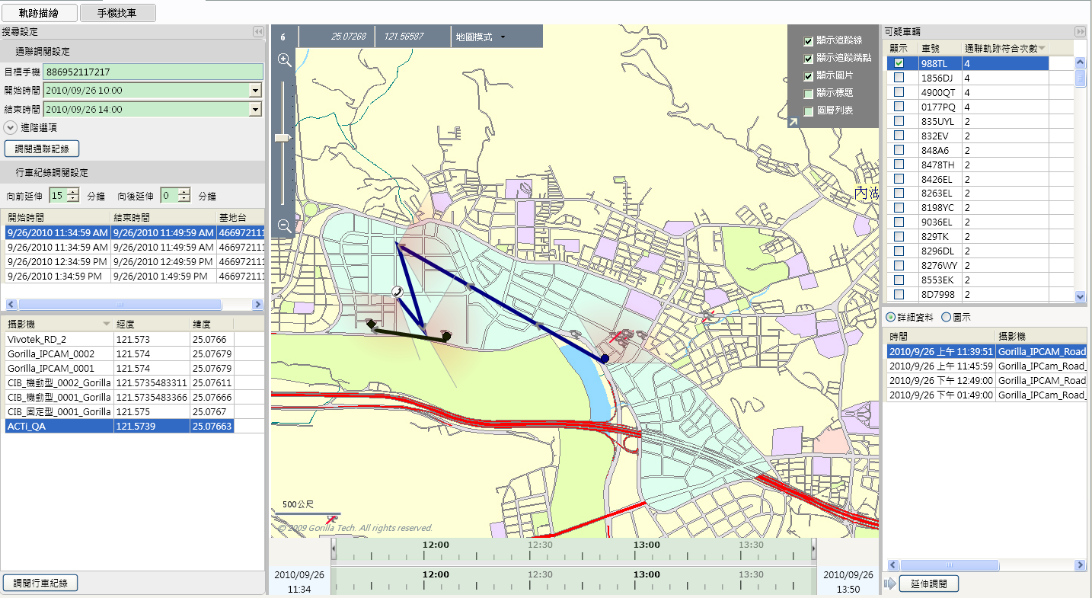 軌跡描繪
手機找車
搜尋設定
通聯調閱設定
目標手機 886952117217
開始時間 2010/09/26 10:00
結束時間 2010/09/26 14:00
進階選項
調閱通聯記錄
行車紀錄調閱設定
向前延伸 15 分鐘 向後延伸 0 分鐘
開始時間 結束時間 基地台
9/26/2010 11:34:59 AM 9/26/2010 11:49:59 AM 466972111
9/26/2010 11:34:59 AM 9/26/2010 11:49:59 AM 466972111
9/26/2010 12:34:59 PM 9/26/2010 12:49:59 PM 466972111
9/26/2010 1:34:59 PM 9/26/2010 1:49:59 PM 466972111
攝影機 經度 緯度
Vivotek_RD_2 121.573 25.0766
Gorilla_IPCAM_0002 121.574 25.07679
Gorilla_IPCAM_0001 121.574 25.07679
CIB_機動型_0002_Gorilla 121.5735483311 25.07611
CIB_機動型_0001_Gorilla 121.5735483366 25.07666
CIB_固定型_0001_Gorilla 121.575 25.0767
ACTi_QA 121.5739 25.07663
調閱行車紀錄
6 25.07268 121.56587 地圖模式
顯示追蹤線
顯示追蹤端點
顯示圖片
顯示標題
圖層列表
內湖
500公尺
© 2009 Gorilla Tech. All rights reserved.
12:00 12:30 13:00 13:30
2010/09/26
11:34
12:00 12:30 13:00 13:30
2010/09/26
13:50
可疑車輛
顯示 車號 通聯軌跡符合次數
988TL 4
1856DJ 4
4900QT 4
0177PQ 4
835UYL 2
832EV 2
848A6 2
8478TH 2
8426EL 2
8263EL 2
8198YC 2
9036EL 2
829TK 2
8296DL 2
8276WY 2
8553EK 2
8D7998 2
詳細資料 圖示
時間 攝影機
2010/9/26 上午 11:39:51 Gorilla_IPCAM_Road
2010/9/26 上午 11:45:59 Gorilla_IPCam_Road_
2010/9/26 下午 12:49:00 Gorilla_IPCAM_Road_
2010/9/26 下午 01:49:00 Gorilla_IPCam_Road_
延伸調閱